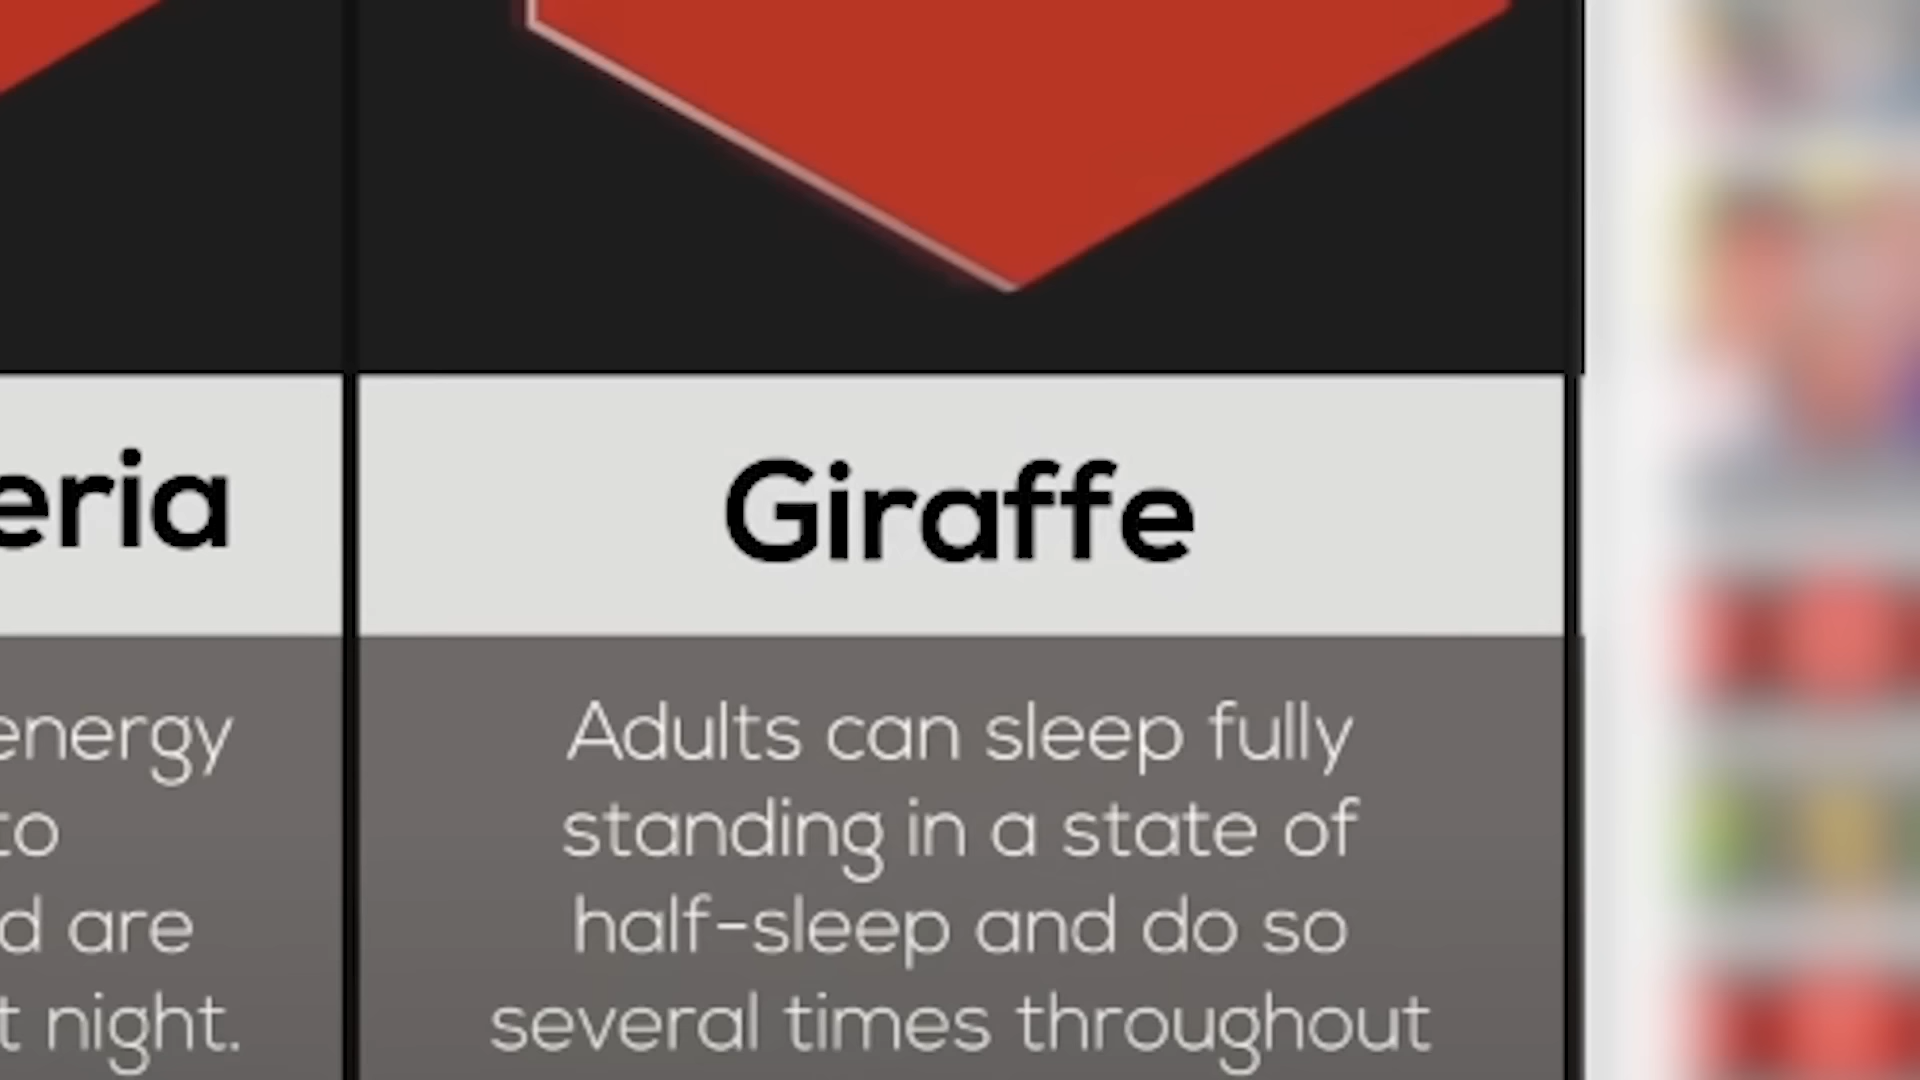 eria
energy
to
d are
t night.
Giraffe
Adults can sleep fully
standing in a state of
half-sleep and do so
several times throughout